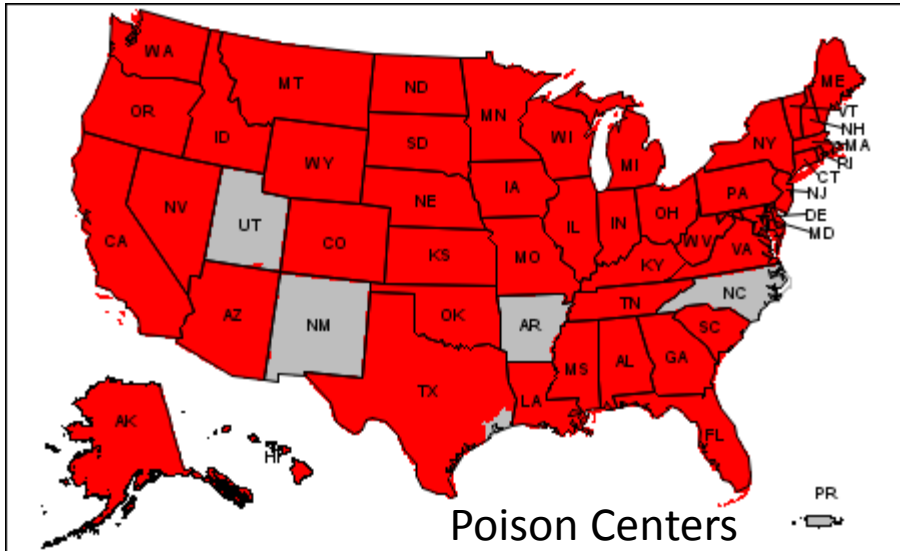 WA
MT
ND
MN
ME
VT
NH
MA
RI
CT
NJ
DE
MD
OR
ID
SD
WI
MI
NY
WY
NE
IA
PA
NV
UT
CO
KS
MO
IL
IN
OH
WV
VA
KY
CA
AZ
NM
OK
AR
TN
NC
SC
MS
AL
GA
TX
LA
FL
AK
HI
PR
Poison Centers